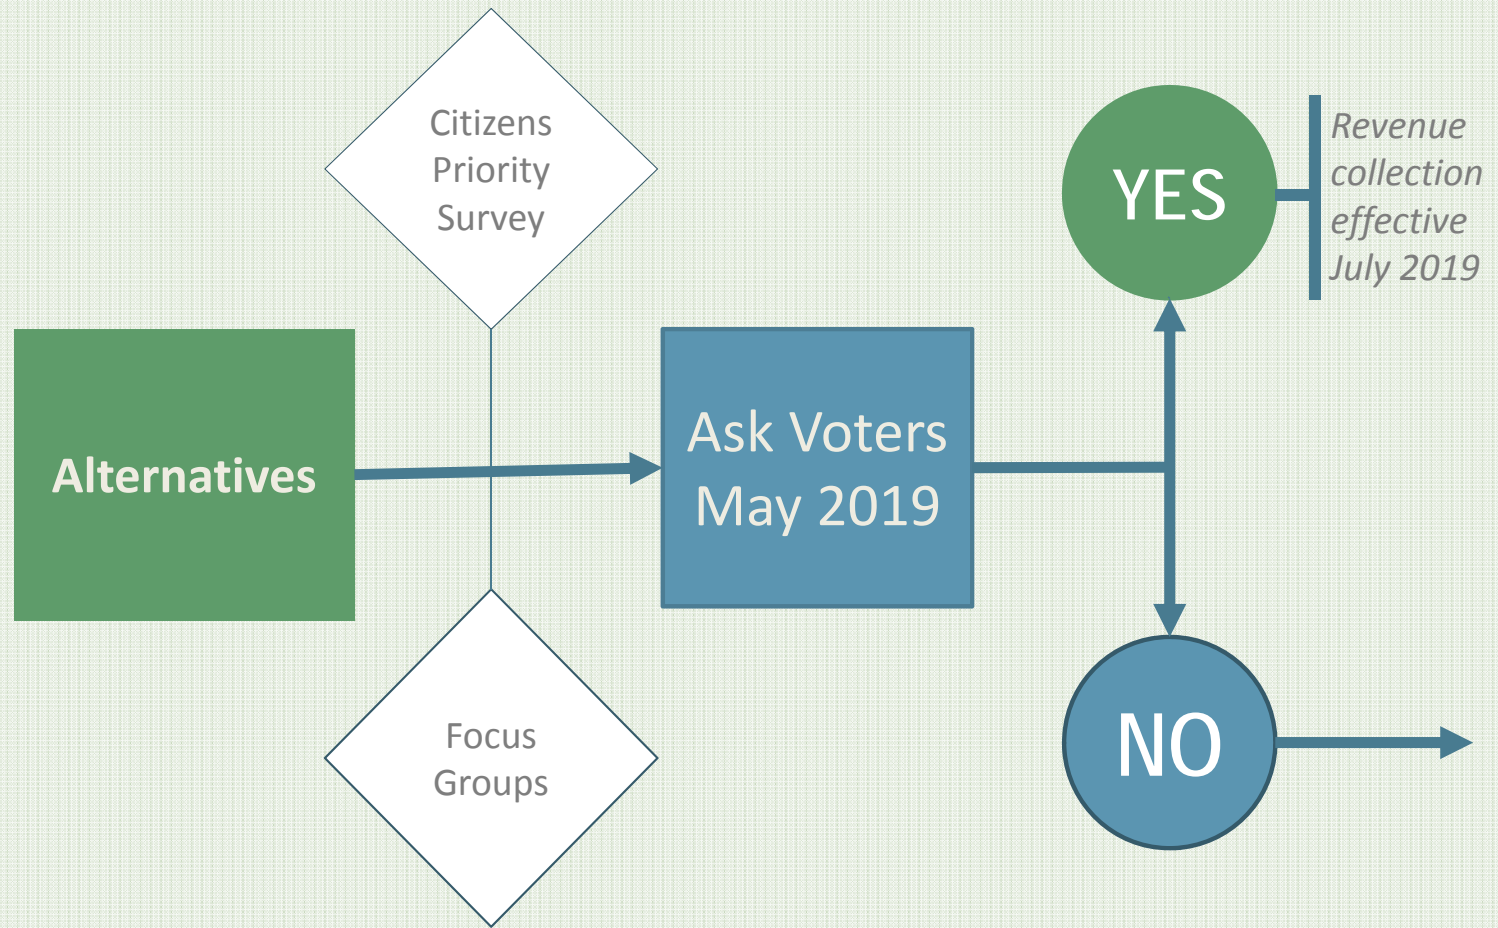 Citizens
Priority
Survey
Alternatives
Focus
Groups
Ask Voters
May 2019
YES
Revenue
collection
effective
July 2019
NO